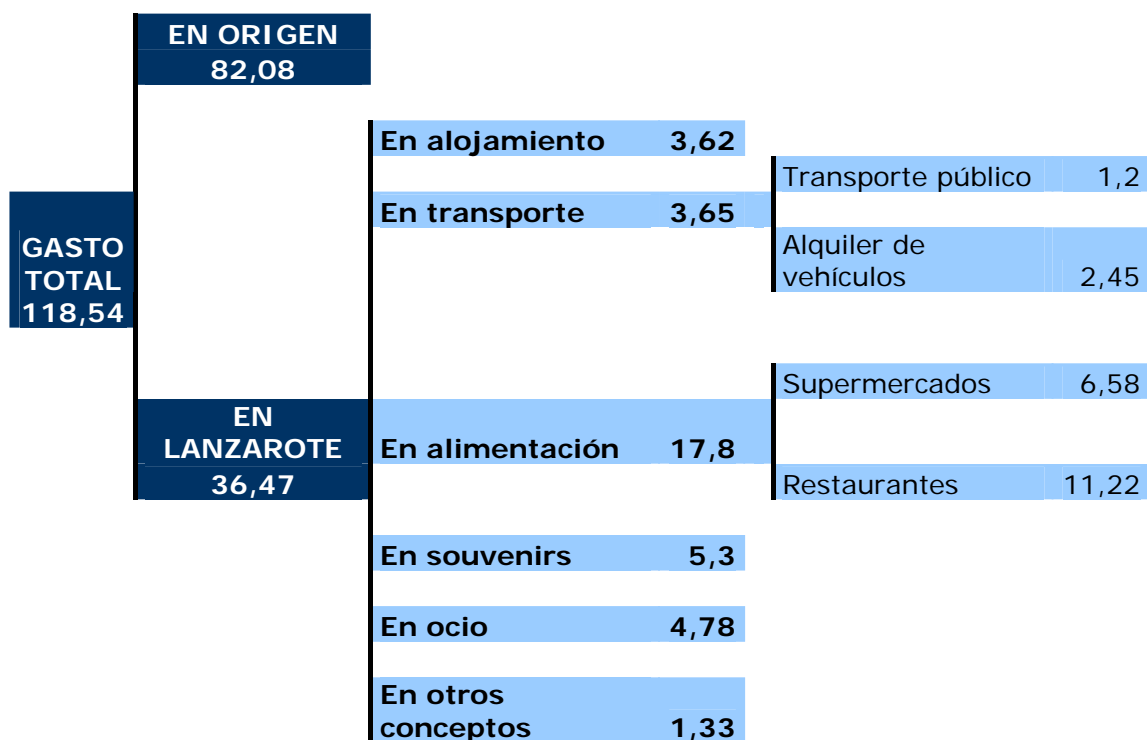 EN ORIGEN
82,08
En alojamiento 3,62
Transporte público 1,2
En transporte 3,65
GASTO
TOTAL
118,54
Alquiler de
vehículos 2,45
Supermercados 6,58
EN
LANZAROTE
36,47
En alimentación 17,8
Restaurantes 11,22
En souvenirs 5,3
En ocio 4,78
En otros
conceptos 1,33